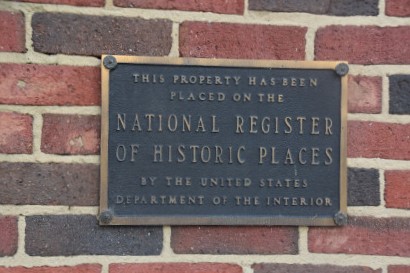 THIS PROPERTY HAS BEEN
PLACED ON THE
NATIONAL REGISTER
OF HISTORIC PLACES
BY THE UNITED STATES
DEPARTMENT OF THE INTERIOR